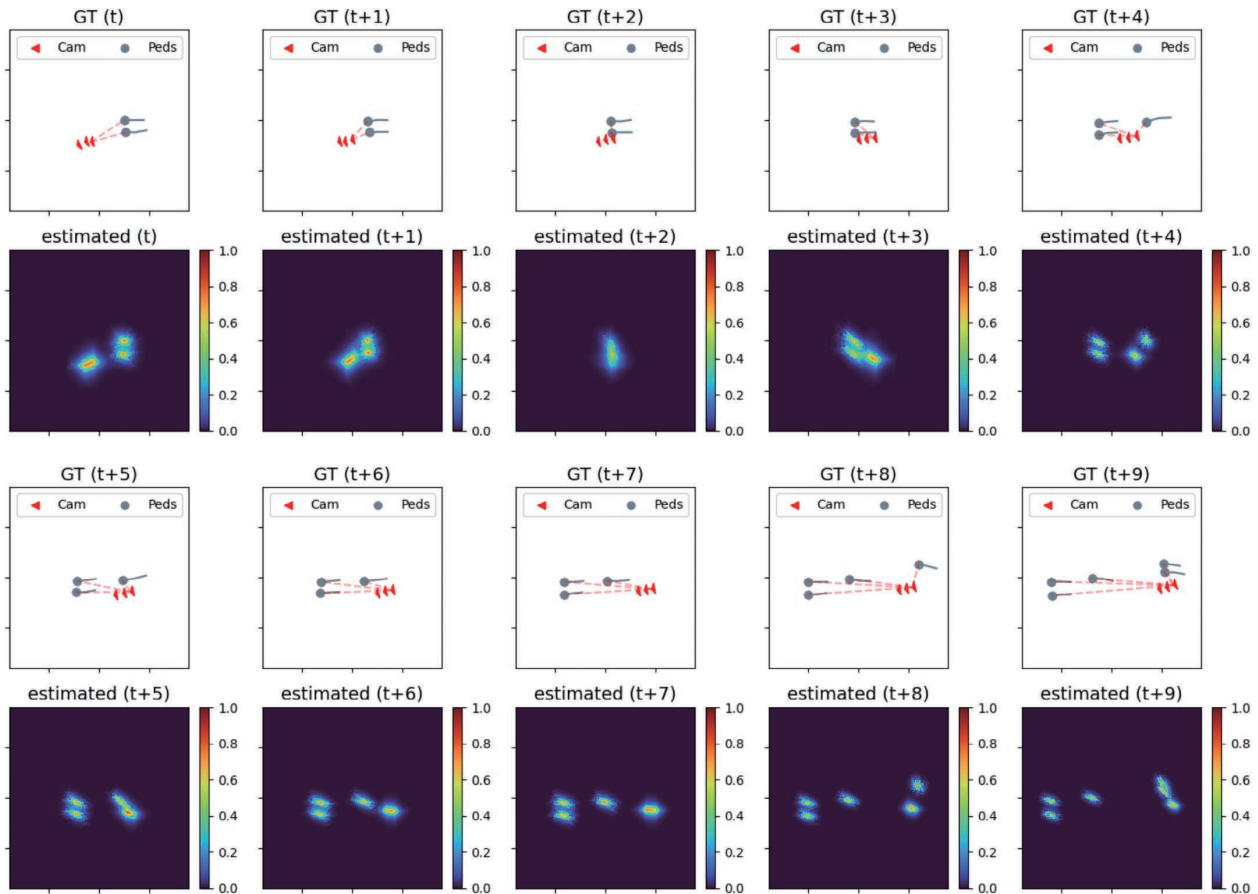 GT (t) GT (t+1) GT (t+2) GT (t+3) GT (t+4)
Cam Peds Cam Peds Cam Peds Cam Peds Cam Peds
estimated (t) estimated (t+1) estimated (t+2) estimated (t+3) estimated (t+4)
1.0 1.0 1.0 1.0 1.0
0.8 0.8 0.8 0.8 0.8
0.6 0.6 0.6 0.6 0.6
0.4 0.4 0.4 0.4 0.4
0.2 0.2 0.2 0.2 0.2
0.0 0.0 0.0 0.0 0.0
GT (t+5) GT (t+6) GT (t+7) GT (t+8) GT (t+9)
Cam Peds Cam Peds Cam Peds Cam Peds Cam Peds
estimated (t+5) estimated (t+6) estimated (t+7) estimated (t+8) estimated (t+9)
1.0 1.0 1.0 1.0 1.0
0.8 0.8 0.8 0.8 0.8
0.6 0.6 0.6 0.6 0.6
0.4 0.4 0.4 0.4 0.4
0.2 0.2 0.2 0.2 0.2
0.0 0.0 0.0 0.0 0.0